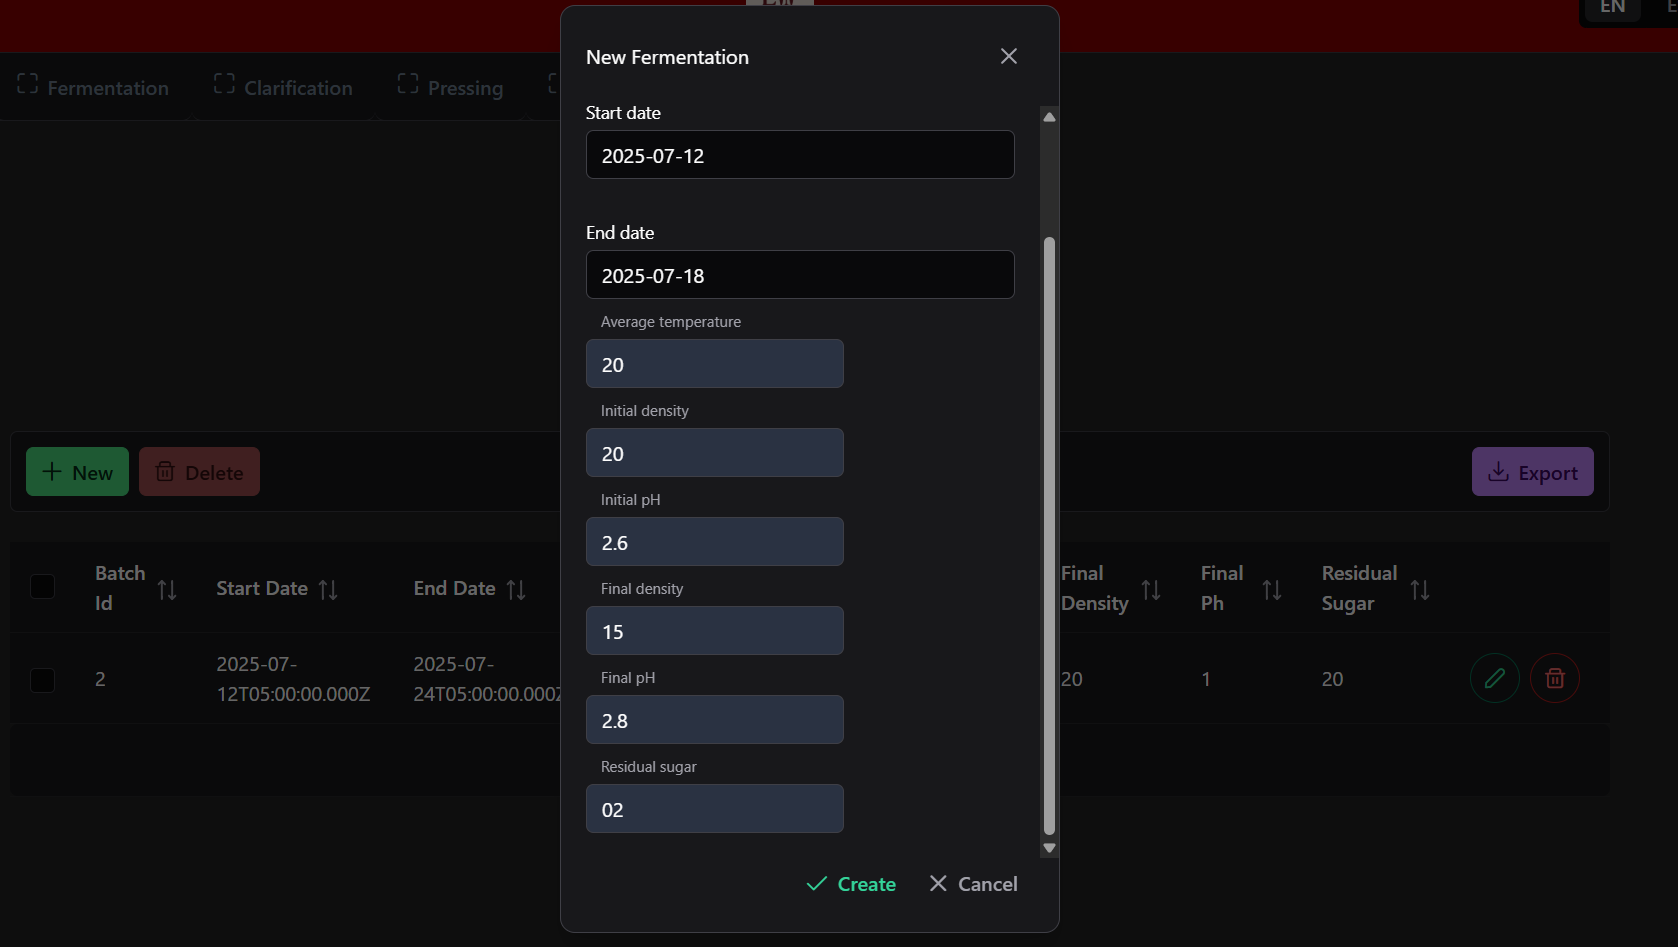 EN
Fermentation
Clarification
Pressing
New Fermentation
Start date
2025-07-12
End date
2025-07-18
Average temperature
20
Initial density
20
Initial pH
2.6
Final density
15
Final pH
2.8
Residual sugar
02
Create
Cancel
New
Delete
Export
Batch
Id
Start Date
End Date
Final
Density
Final
Ph
Residual
Sugar
2
2025-07-
12T05:00:00.000Z
2025-07-
24T05:00:00.000Z
20
1
20